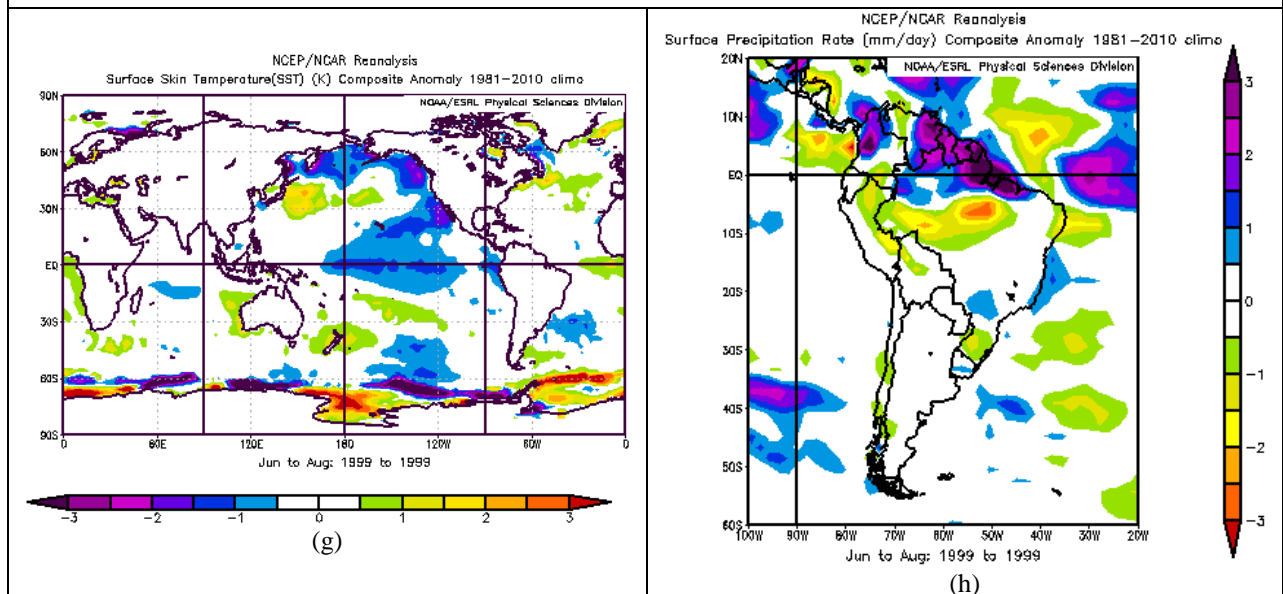 NCEP/NCAR Reanalysis
Surface Skin Temperature(SST) (K) Composite Anomaly 1981-2010 climo
NOAA/ESRL Physical Sciences Division
90N
60N
30N
EQ
30S
60S
90S
0 60E 120E 180 120W 60W 0
Jun to Aug: 1999 to 1999
-3 -2 -1 0 1 2 3
(g)
NCEP/NCAR Reanalysis
Surface Precipitation Rate (mm/day) Composite Anomaly 1981-2010 climo
NOAA/ESRL Physical Sciences Division
20N
10N
EQ
10S
20S
30S
40S
50S
60S
100W 90W 80W 70W 60W 50W 40W 30W 20W
Jun to Aug: 1999 to 1999
3
2
1
0
-1
-2
-3
(h)